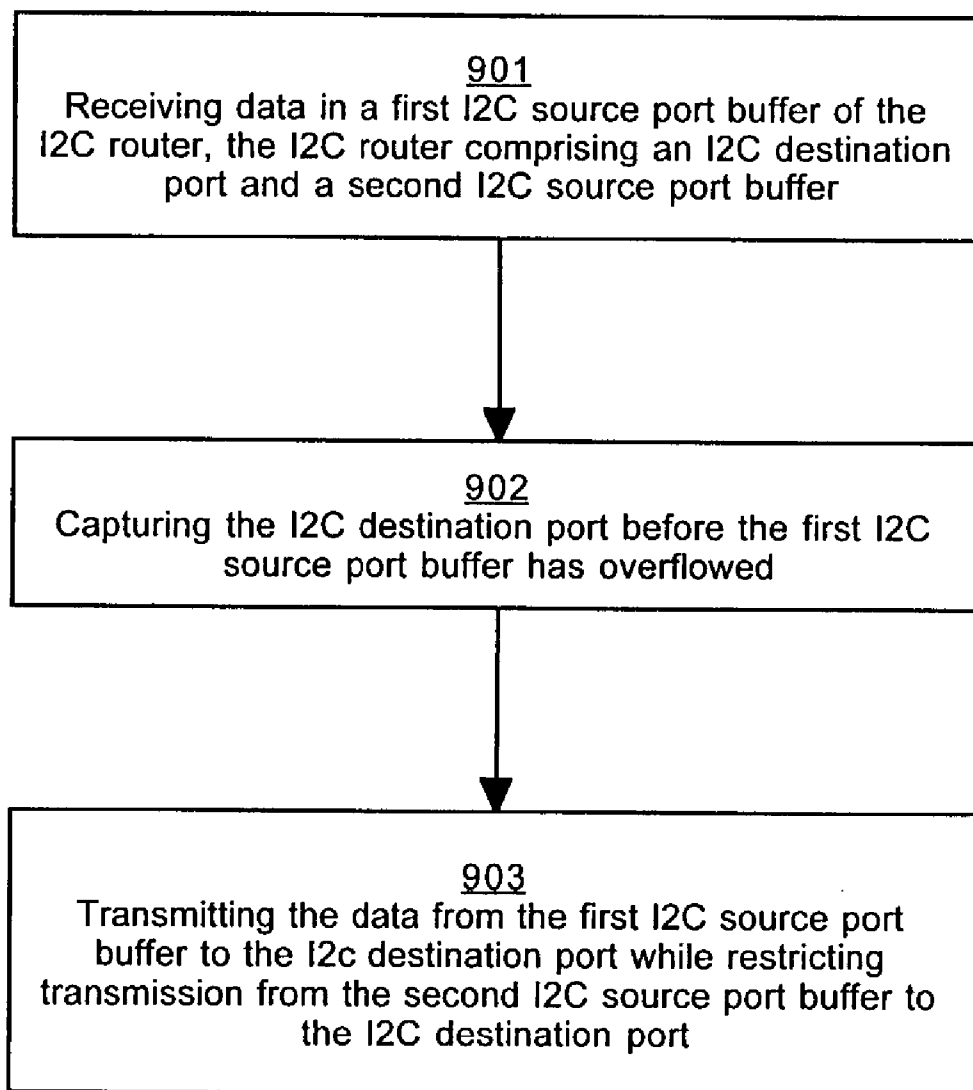 901
Receiving data in a first I2C source port buffer of the
I2C router, the I2C router comprising an I2C destination
port and a second I2C source port buffer
902
Capturing the I2C destination port before the first I2C
source port buffer has overflowed
903
Transmitting the data from the first I2C source port
buffer to the I2c destination port while restricting
transmission from the second I2C source port buffer to
the I2C destination port